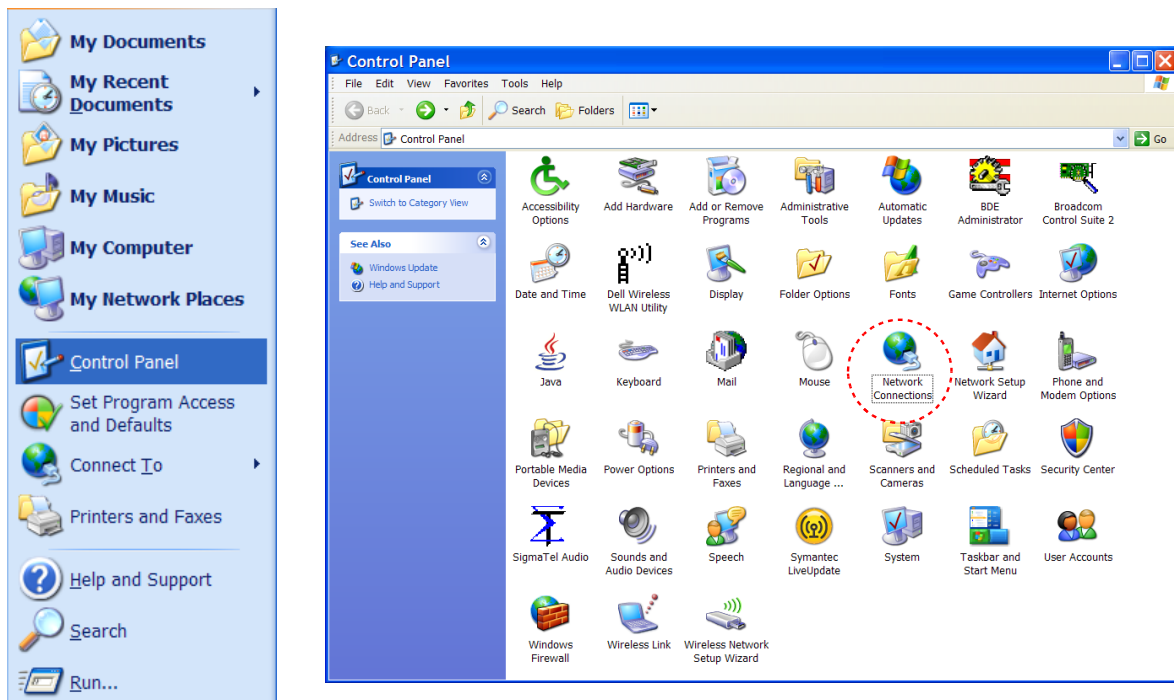 My Documents
My Recent
Documents
My Pictures
My Music
My Computer
My Network Places
Control Panel
Set Program Access
and Defaults
Connect To
Printers and Faxes
Help and Support
Search
Run...
Control Panel
File Edit View Favorites Tools Help
Back Search Folders
Address Control Panel Go
Control Panel
Switch to Category View
See Also
Windows Update
Help and Support
Accessibility
Options
Add Hardware
Add or Remove
Programs
Administrative
Tools
Automatic
Updates
BDE
Administrator
Broadcom
Control Suite 2
Date and Time
Dell Wireless
WLAN Utility
Display
Folder Options
Fonts
Game Controllers
Internet Options
Java
Keyboard
Mail
Mouse
Network
Connections
Network Setup
Wizard
Phone and
Modem Options
Portable Media
Devices
Power Options
Printers and
Faxes
Regional and
Language ...
Scanners and
Cameras
Scheduled Tasks
Security Center
SigmaTel Audio
Sounds and
Audio Devices
Speech
Symantec
LiveUpdate
System
Taskbar and
Start Menu
User Accounts
Windows
Firewall
Wireless Link
Wireless Network
Setup Wizard